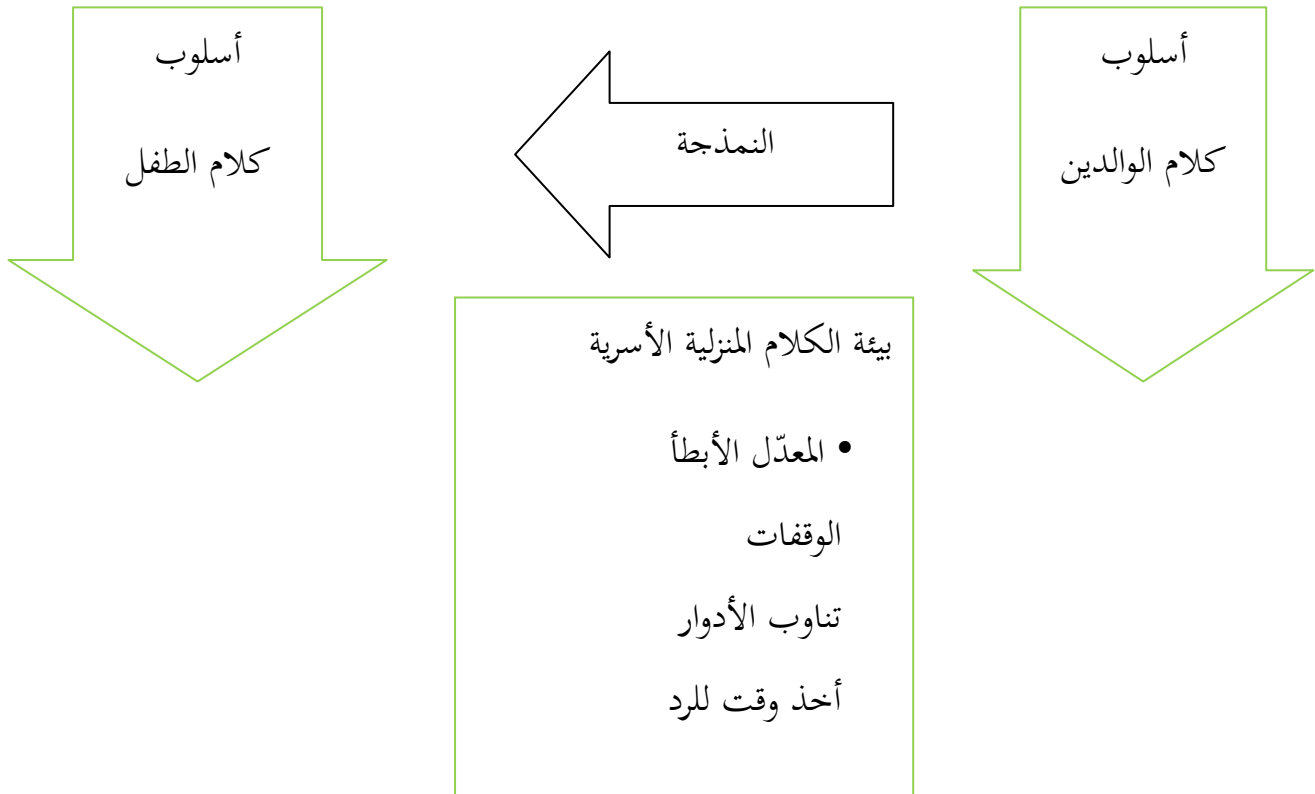 أسلوب
كلام الوالدين
النمذجة
أسلوب
كلام الطفل
بيئة الكلام المنزلية الأسرية
• المعدّل الأبطأ
الوقفات
تناوب الأدوار
أخذ وقت للرد